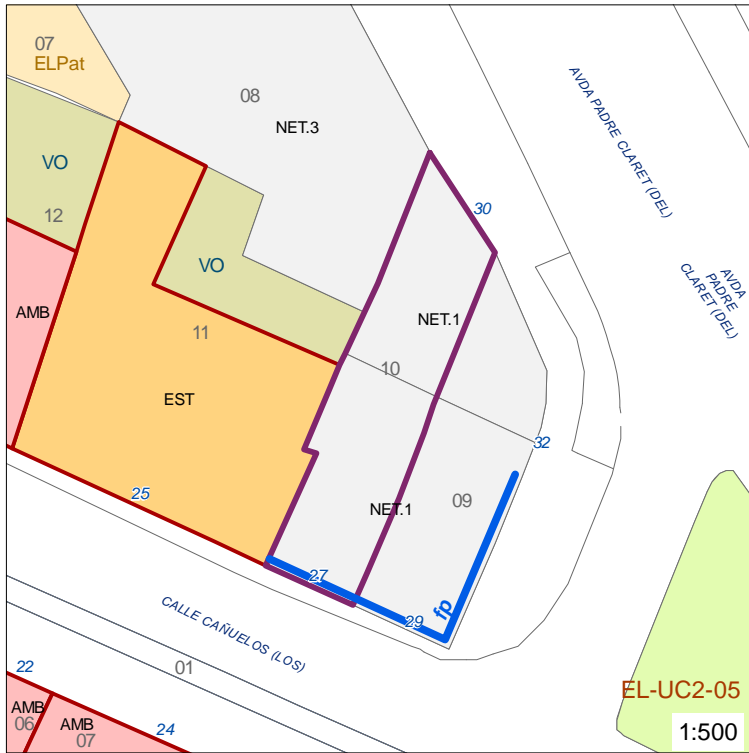 07
ELPat
08
NET.3
AVDA PADRE CLARET (DEL)
VO
12
30
VO
AVDA
PADRE
CLARET (DEL)
AMB
11
NET.1
10
EST
32
25
09
NET.1
27
fp
29
CALLE CAÑUELOS (LOS)
01
22
EL-UC2-05
AMB
06
AMB
07
24
1:500